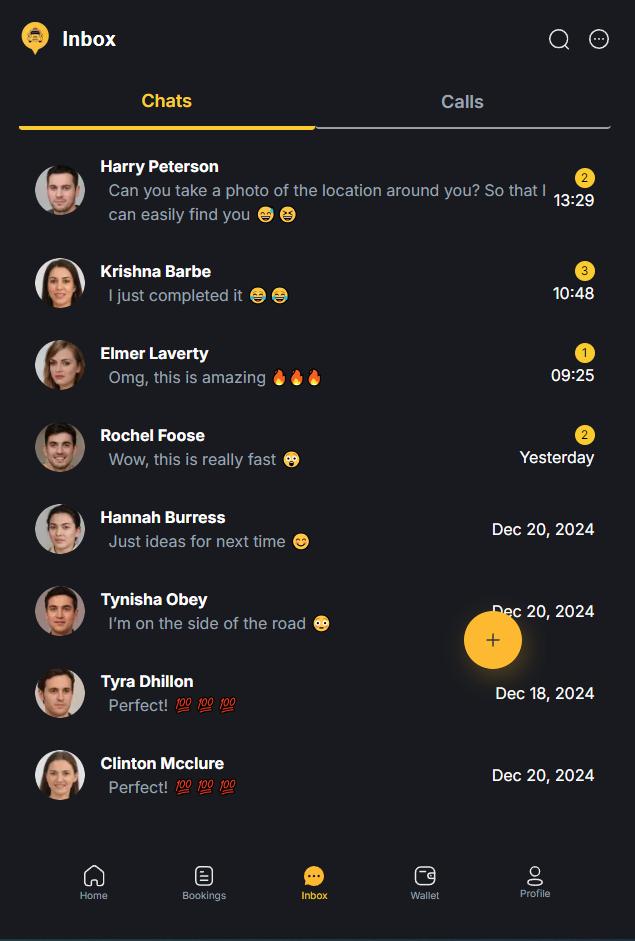 Inbox
Chats
Calls
Harry Peterson
2
Can you take a photo of the location around you? So that I
can easily find you 😅 😆
13:29
Krishna Barbe
3
I just completed it 😂 😂
10:48
Elmer Laverty
1
Omg, this is amazing 🔥🔥🔥
09:25
Rochel Foose
2
Wow, this is really fast 😲
Yesterday
Hannah Burress
Just ideas for next time 😊
Dec 20, 2024
Tynisha Obey
I'm on the side of the road 😳
Dec 20, 2024
+
Tyra Dhillon
Perfect! 💯 💯 💯
Dec 18, 2024
Clinton Mcclure
Perfect! 💯 💯 💯
Dec 20, 2024
Home
Bookings
Inbox
Wallet
Profile